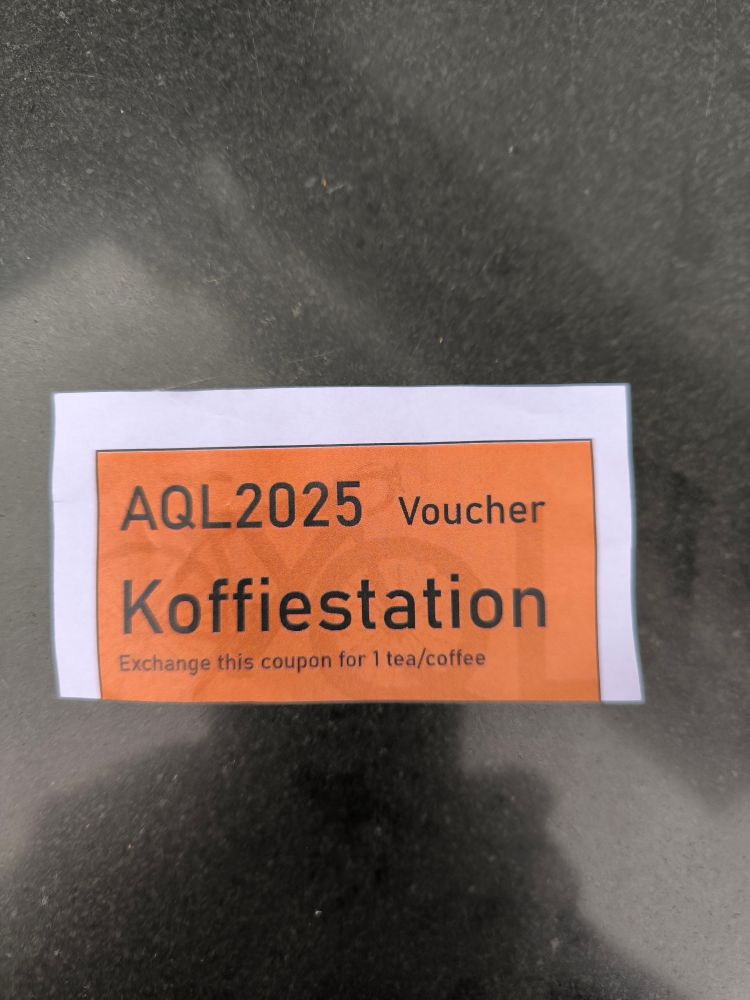 AQL2025 Voucher
Koffiestation
Exchange this coupon for 1 tea/coffee